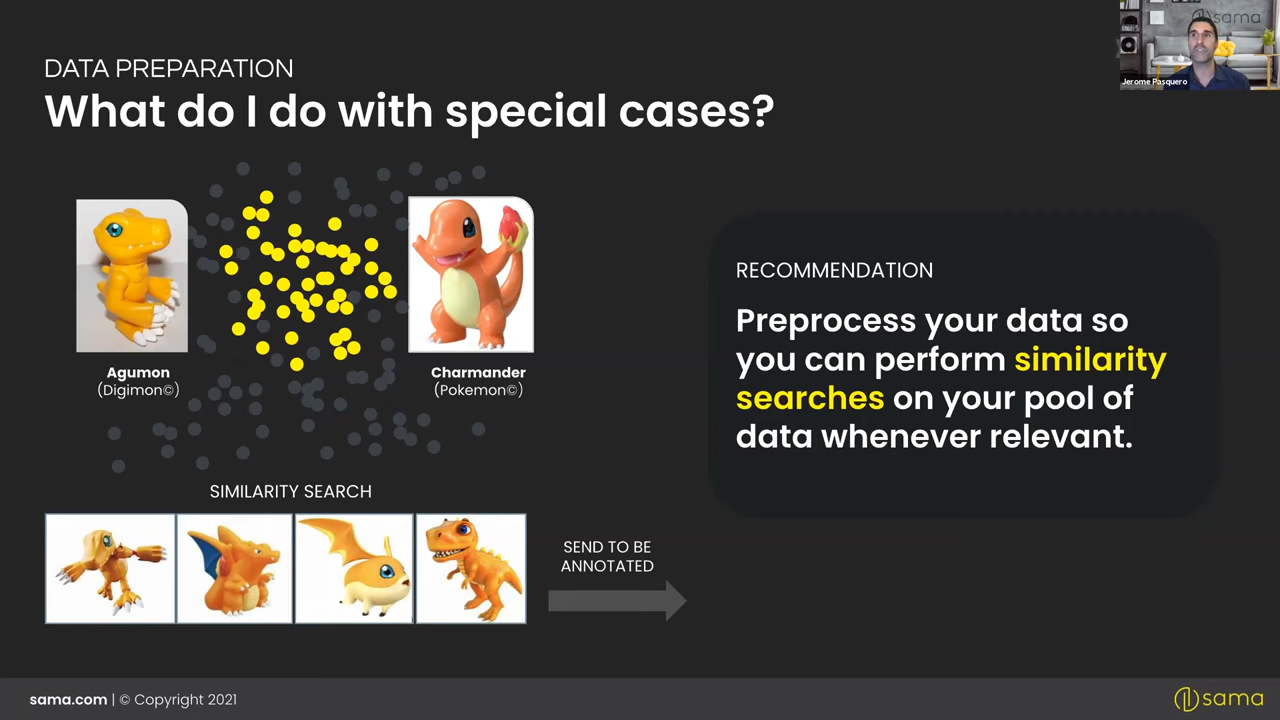 DATA PREPARATION
What do I do with special cases?
sama
Jerome Pasquero
Agumon
(Digimon©)
Charmander
(Pokemon©)
RECOMMENDATION
Preprocess your data so
you can perform similarity
searches on your pool of
data whenever relevant.
SIMILARITY SEARCH
SEND TO BE
ANNOTATED
sama.com | © Copyright 2021
sama